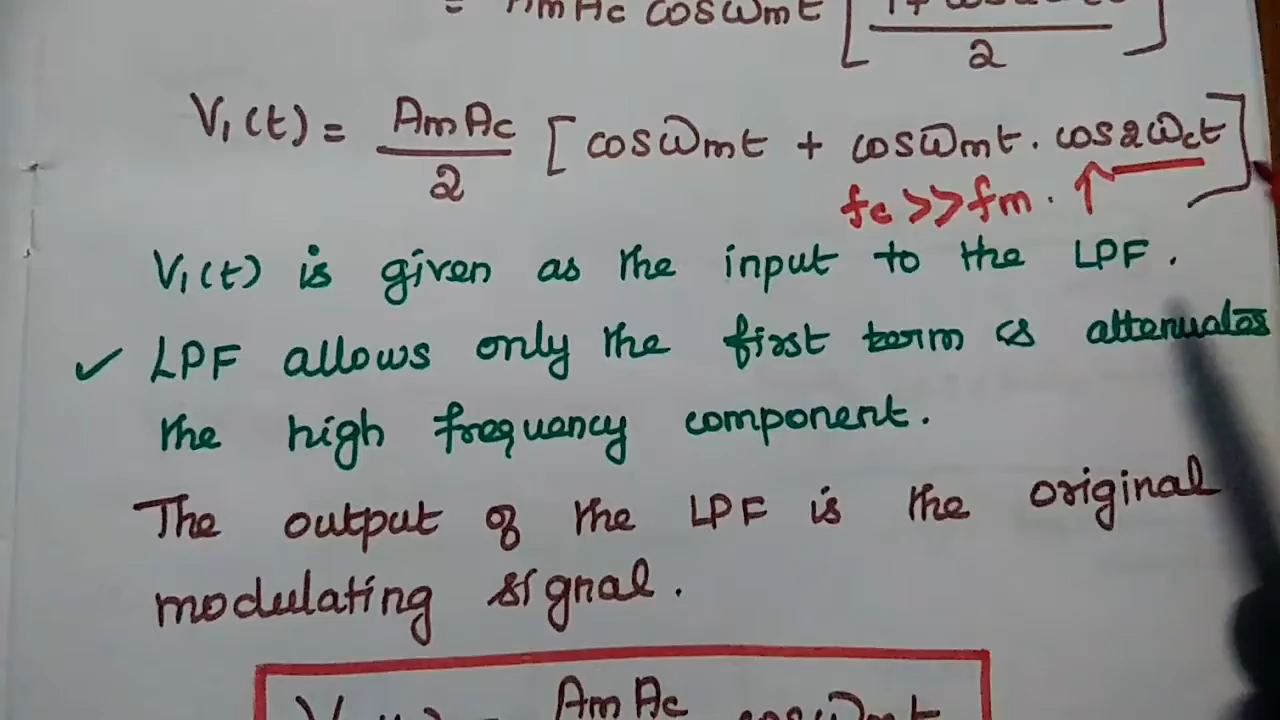 = AmAc cosωmt [ / 2 ]
V₁(t) = AmAc/2 [cosωmt + cosωmt . cos2ωct]
fc >> fm .
V₁(t) is given as the input to the LPF .
✓ LPF allows only the first term & attenuates
the high frequency component .
The output of the LPF is the original
modulating signal .
AmAc cosωmt